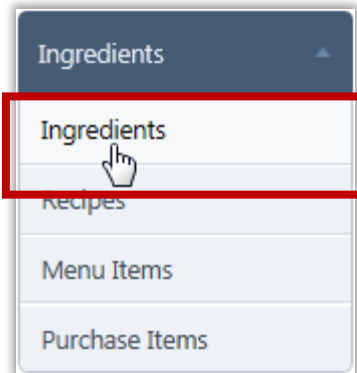 Ingredients
Ingredients
Recipes
Menu Items
Purchase Items